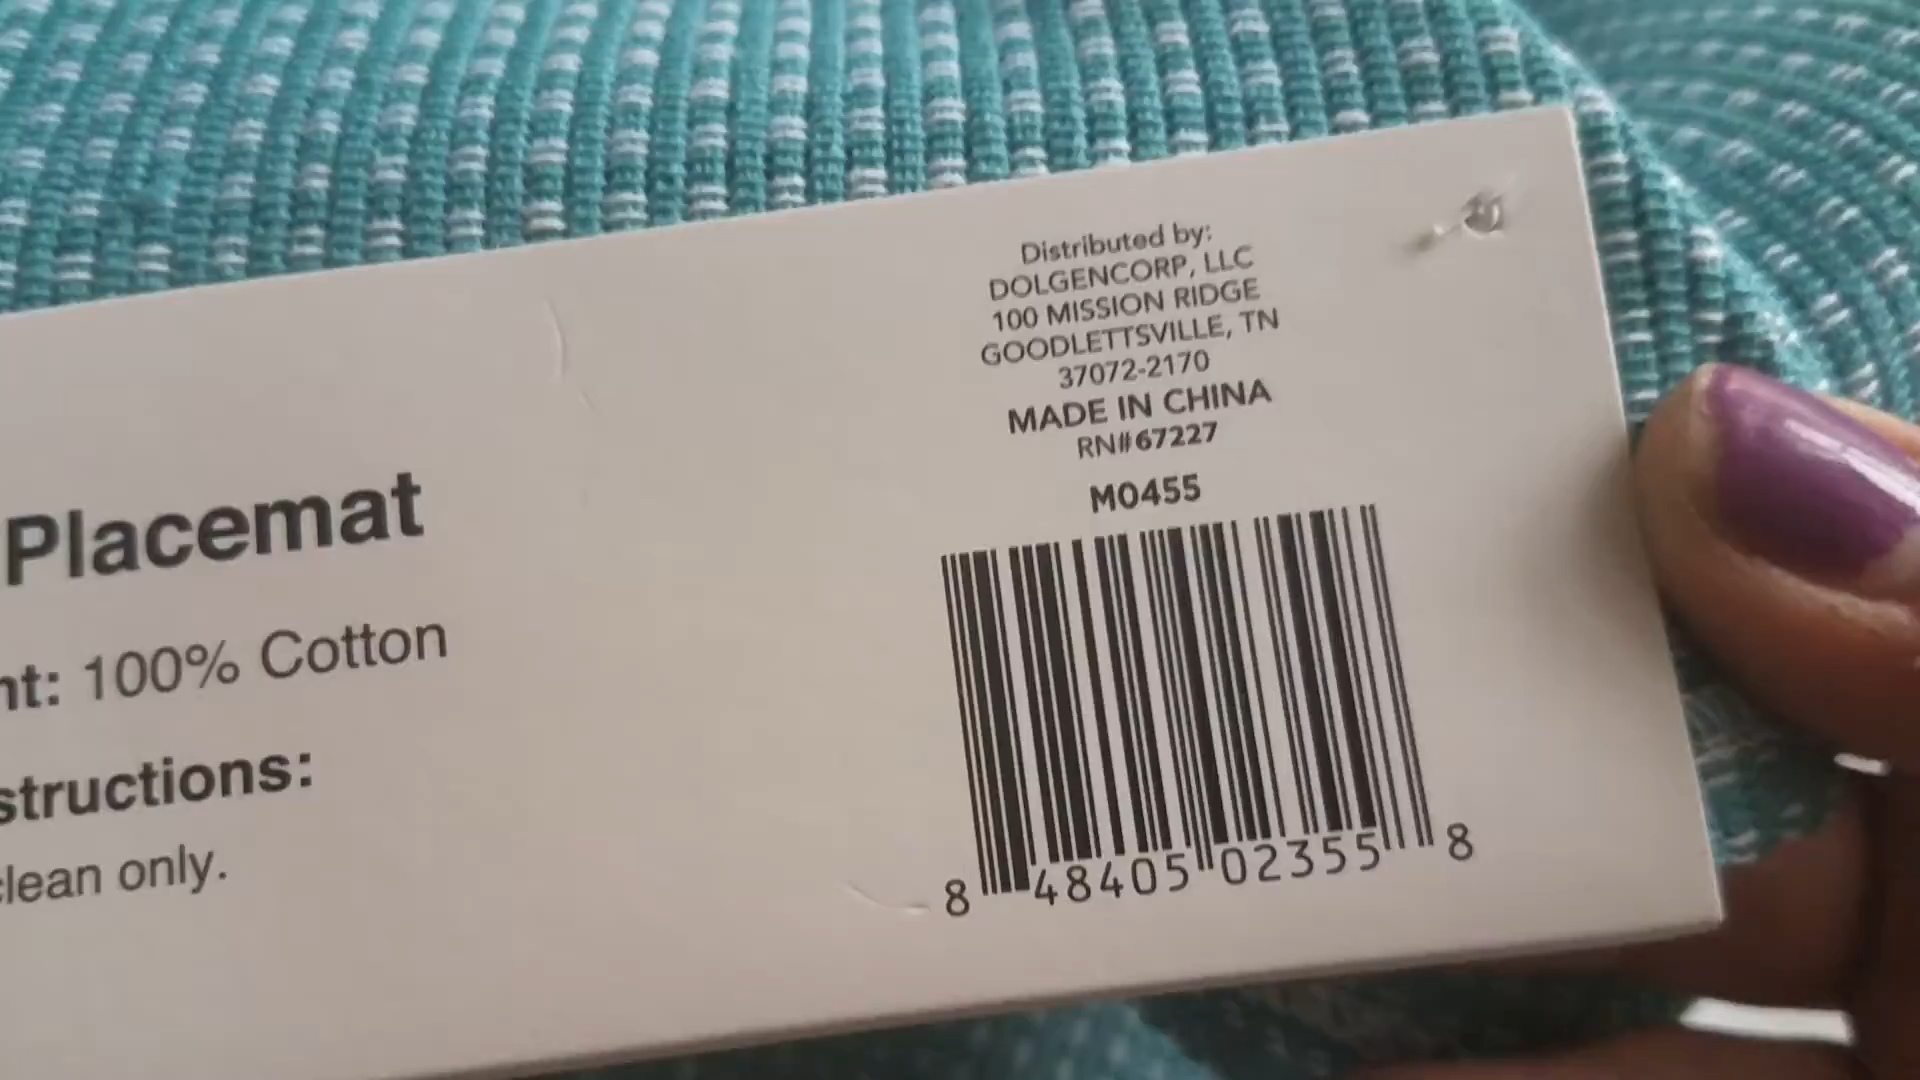 Distributed by:
DOLGENCORP, LLC
100 MISSION RIDGE
GOODLETTSVILLE, TN
37072-2170
MADE IN CHINA
RN#67227
M0455
8 48405 02355 8
Placemat
nt: 100% Cotton
structions:
clean only.